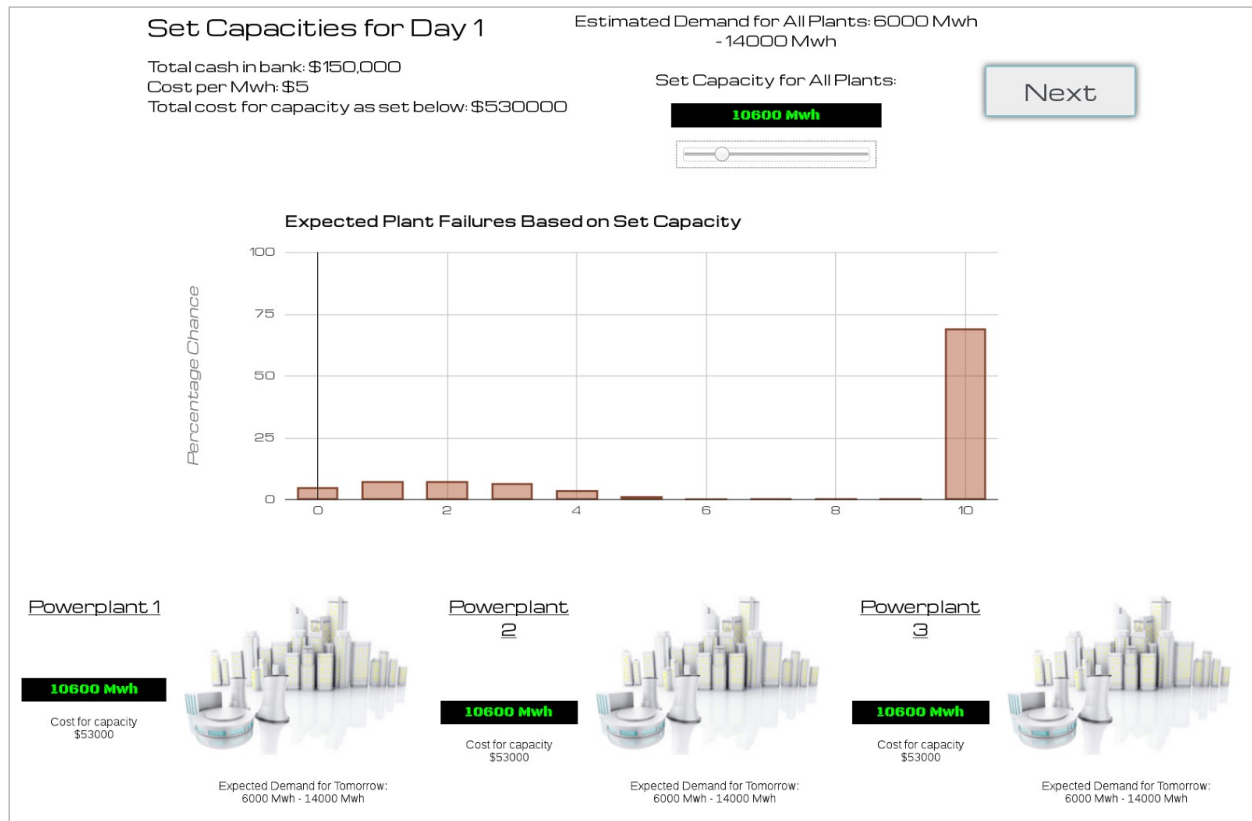 Set Capacities for Day 1
Total cash in bank: $150,000
Cost per Mwh: $5
Total cost for capacity as set below: $530000
Estimated Demand for All Plants: 6000 Mwh
- 14000 Mwh
Set Capacity for All Plants:
10600 Mwh
Next
Expected Plant Failures Based on Set Capacity
Percentage Chance
100
75
50
25
0
0 2 4 6 8 10
Powerplant 1
10600 Mwh
Cost for capacity
$53000
Expected Demand for Tomorrow:
6000 Mwh - 14000 Mwh
Powerplant
2
10600 Mwh
Cost for capacity
$53000
Expected Demand for Tomorrow:
6000 Mwh - 14000 Mwh
Powerplant
3
10600 Mwh
Cost for capacity
$53000
Expected Demand for Tomorrow:
6000 Mwh - 14000 Mwh